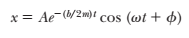 x = Ae^{-(b/2m)t} cos (ωt + ϕ)